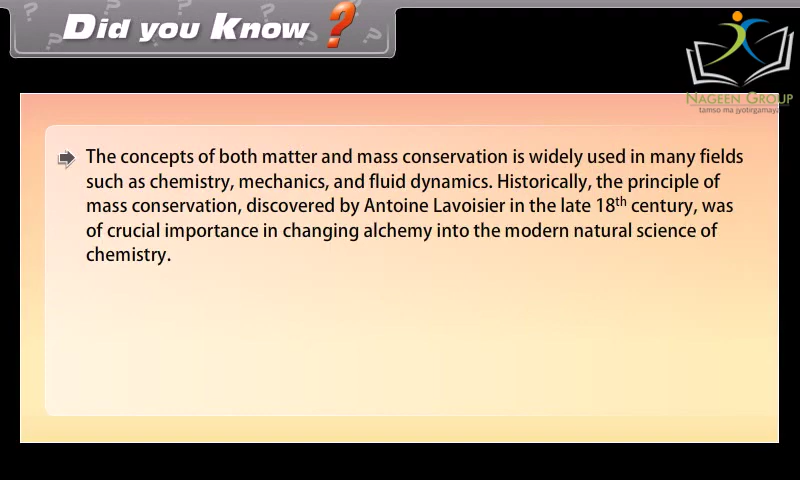 Did you Know ?
NAGEEN GROUP
tamso ma jyotirgamaya
The concepts of both matter and mass conservation is widely used in many fields
such as chemistry, mechanics, and fluid dynamics. Historically, the principle of
mass conservation, discovered by Antoine Lavoisier in the late 18th century, was
of crucial importance in changing alchemy into the modern natural science of
chemistry.